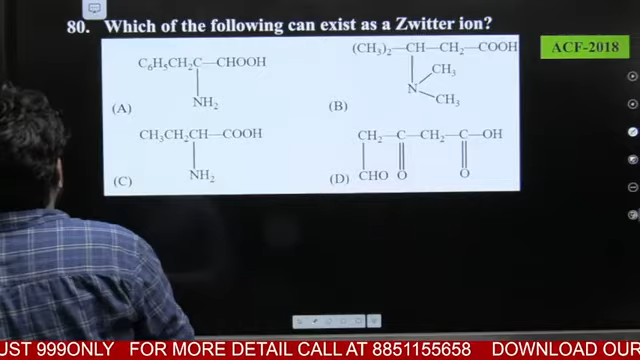 80. Which of the following can exist as a Zwitter ion?
ACF-2018
(A) C₆H₅CH₂C—CHOOH
NH₂
(B) (CH₃)₂—CH—CH₂—COOH
N
CH₃
CH₃
(C) CH₃CH₂CH—COOH
NH₂
(D) CH₂—C—CH₂—C—OH
CHO O O
UST 999ONLY FOR MORE DETAIL CALL AT 8851155658 DOWNLOAD OUR